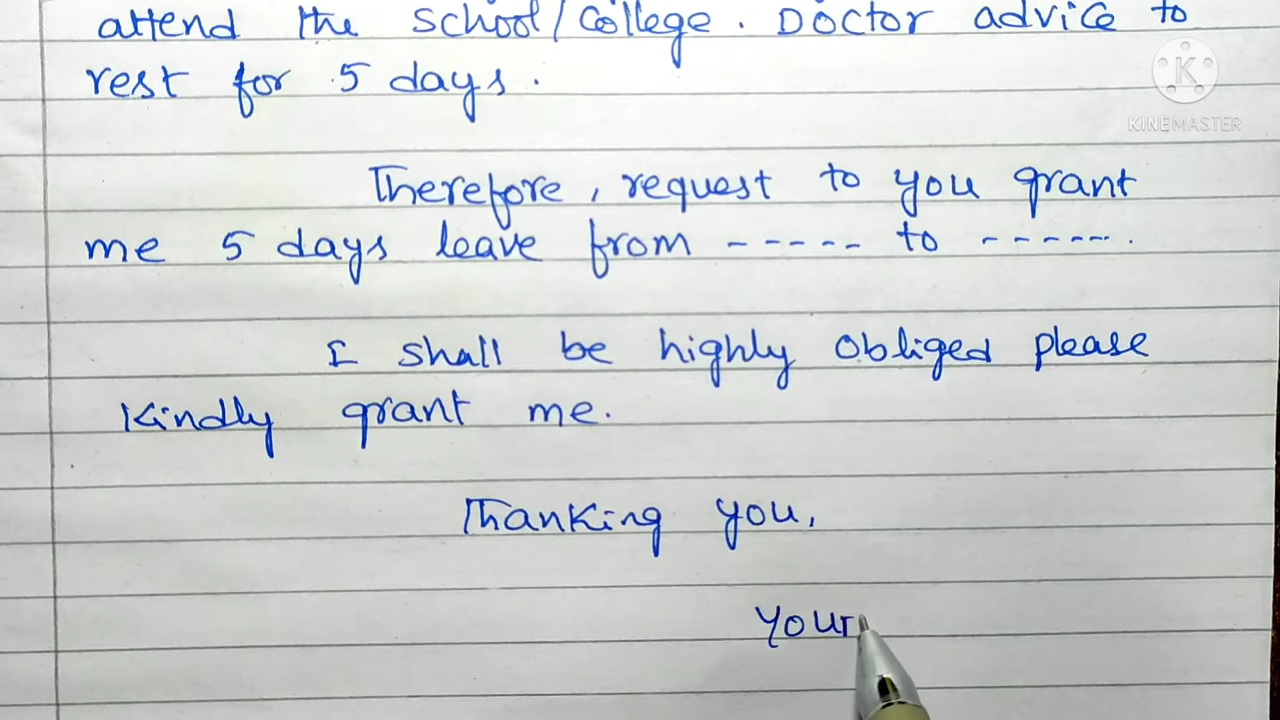 attend the school/college. Doctor advice to
rest for 5 days.
K
KINEMASTER
Therefore, request to you grant
me 5 days leave from ----- to ------.
I shall be highly obliged please
Kindly grant me.
Thanking you,
Your